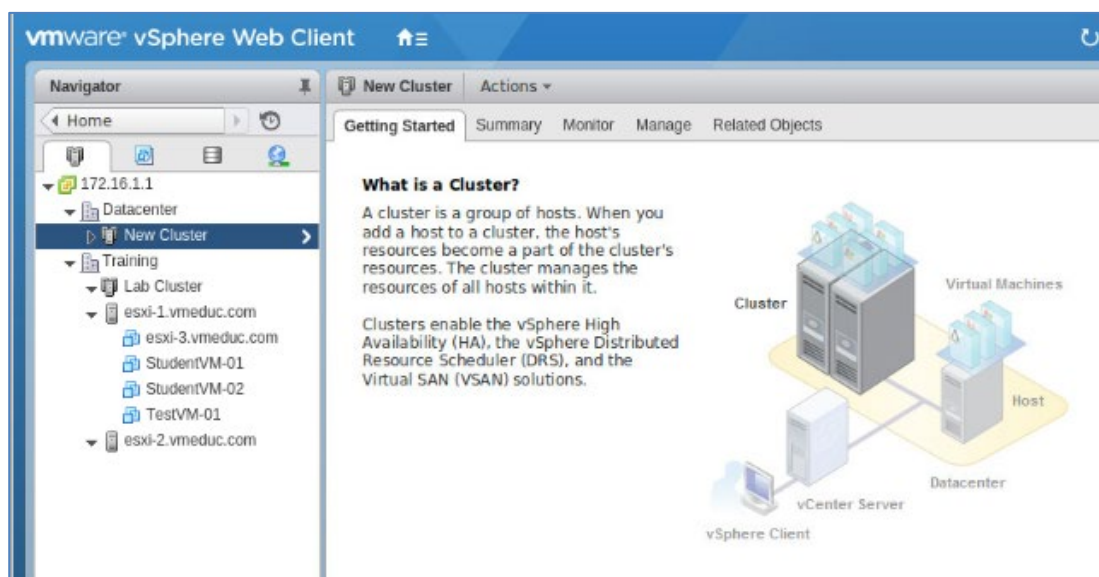 vmware vSphere Web Client
Navigator
Home
172.16.1.1
Datacenter
New Cluster
Training
Lab Cluster
esxi-1.vmeduc.com
esxi-3.vmeduc.com
StudentVM-01
StudentVM-02
TestVM-01
esxi-2.vmeduc.com
New Cluster Actions
Getting Started Summary Monitor Manage Related Objects
What is a Cluster?
A cluster is a group of hosts. When you
add a host to a cluster, the host's
resources become a part of the cluster's
resources. The cluster manages the
resources of all hosts within it.
Clusters enable the vSphere High
Availability (HA), the vSphere Distributed
Resource Scheduler (DRS), and the
Virtual SAN (VSAN) solutions.
Cluster
Virtual Machines
Host
Datacenter
vCenter Server
vSphere Client